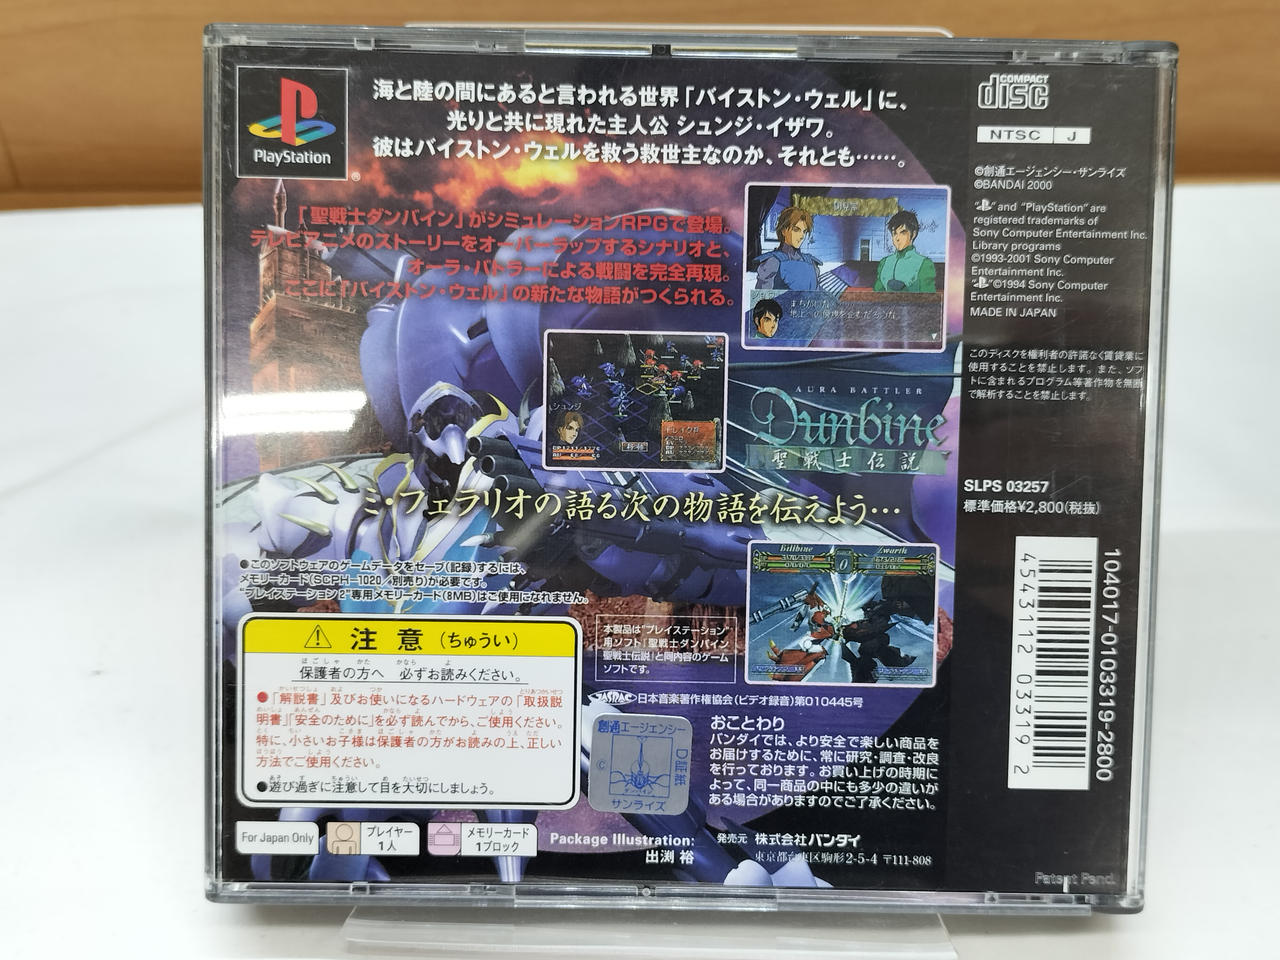 PlayStation
海と陸の間にあると言われる世界「バイストン・ウェル」に、
光りと共に現れた主人公 シュンジ・イザワ。
彼はバイストン・ウェルを救う救世主なのか、それとも……。
「聖戦士ダンバイン」がシミュレーションRPGで登場。
テレビアニメのストーリーをオーバーラップするシナリオと、
オーラ・バトラーによる戦闘を完全再現。
ここに「バイストン・ウェル」の新たな物語がつくられる。
シュンジ
AURA BATTLER
Dunbine
聖戦士伝説
ミ・フェラリオの語る次の物語を伝えよう…
Billbine
Zwarth
●このソフトウェアのゲームデータをセーブ(記録)するには、
メモリーカード(SCPH-1020/別売り)が必要です。
"プレイステーション 2"専用メモリーカード(8MB)はご使用になれません。
注意(ちゅうい)
保護者の方へ 必ずお読みください。
●「解説書」及びお使いになるハードウェアの「取扱説
明書」「安全のために」を必ず読んでから、ご使用ください。
特に、小さいお子様は保護者の方がお読みの上、正しい
方法でご使用ください。
●遊び過ぎに注意して目を大切にしましょう。
本製品は"プレイステーション"
用ソフト「聖戦士ダンバイン
聖戦士伝説」と同内容のゲーム
ソフトです。
JASRAC
日本音楽著作権協会(ビデオ録音)第010445号
創通エージェンシー
D証紙
C
ダンバイン
サンライズ
おことわり
バンダイでは、より安全で楽しい商品を
お届けするために、常に研究・調査・改良
を行っております。お買い上げの時期に
よって、同一商品の中にも多少の違いが
ある場合がありますのでご了承ください。
For Japan Only
プレイヤー
1人
メモリーカード
1ブロック
Package Illustration:
出渕 裕
発売元 株式会社バンダイ
東京都台東区駒形2-5-4 〒111-808
COMPACT
disc
NTSC J
©創通エージェンシー・サンライズ
©BANDAI 2000
" " and "PlayStation" are
registered trademarks of
Sony Computer Entertainment Inc.
Library programs
©1993-2001 Sony Computer
Entertainment Inc.
" "©1994 Sony Computer
Entertainment Inc.
MADE IN JAPAN
このディスクを権利者の許諾なく賃貸業に
使用することを禁止します。また、ソフ
トに含まれるプログラム等著作物を無断
で解析することを禁止します。
SLPS 03257
標準価格¥2,800(税抜)
4 543112 033192
104017-0103319-2800
Patent Pend.